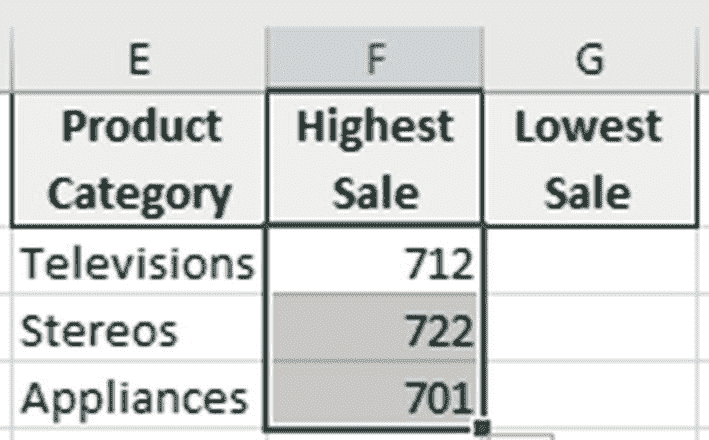 E F G
Product Highest Lowest
Category Sale Sale
Televisions 712
Stereos 722
Appliances 701